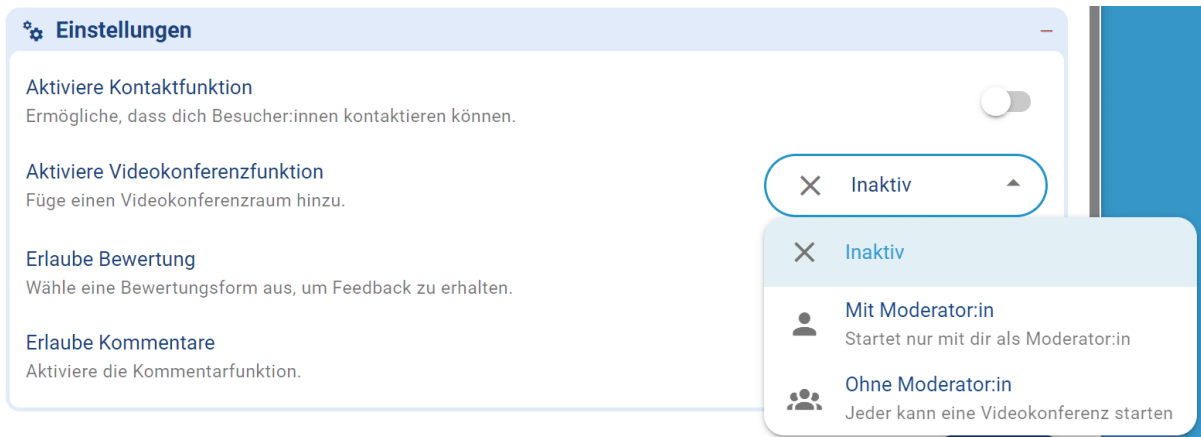 Einstellungen
Aktiviere Kontaktfunktion
Ermögliche, dass dich Besucher:innen kontaktieren können.
Aktiviere Videokonferenzfunktion
Füge einen Videokonferenzraum hinzu.
Inaktiv
Inaktiv
Erlaube Bewertung
Wähle eine Bewertungsform aus, um Feedback zu erhalten.
Mit Moderator:in
Startet nur mit dir als Moderator:in
Erlaube Kommentare
Aktiviere die Kommentarfunktion.
Ohne Moderator:in
Jeder kann eine Videokonferenz starten